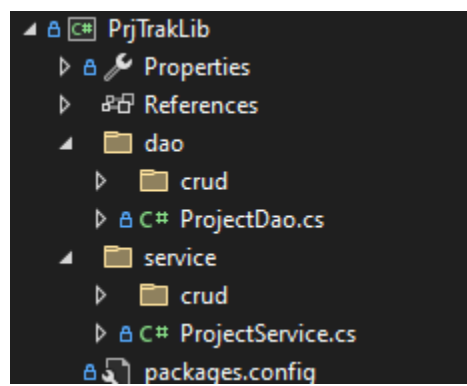 C# PrjTrakLib
Properties
References
dao
crud
C# ProjectDao.cs
service
crud
C# ProjectService.cs
packages.config